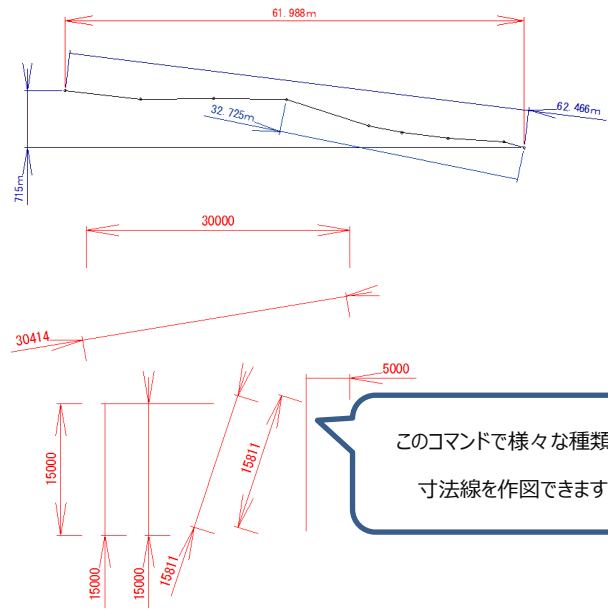 61.988m
62.466m
32.725m
715m
30000
30414
5000
15000
15811
15811
15000
15000
このコマンドで様々な種類
寸法線を作図できます